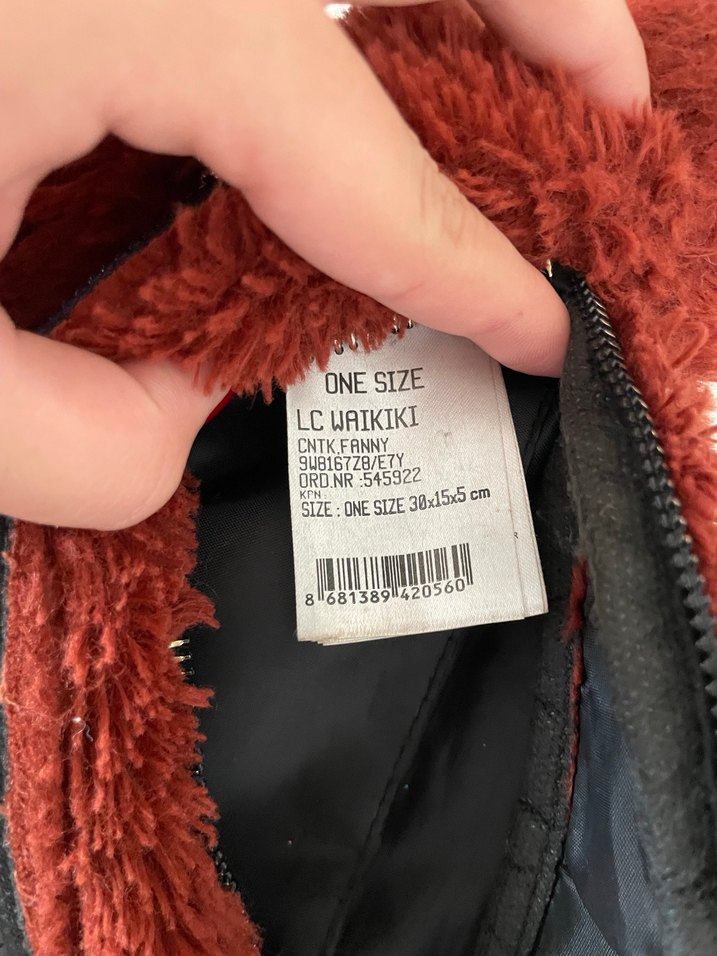 ONE SIZE
LC WAIKIKI
CNTK.FANNY
9W8167Z8/E7Y
ORD.NR :545922
KPN :
SIZE : ONE SIZE 30x15x5 cm
8 681389 420560